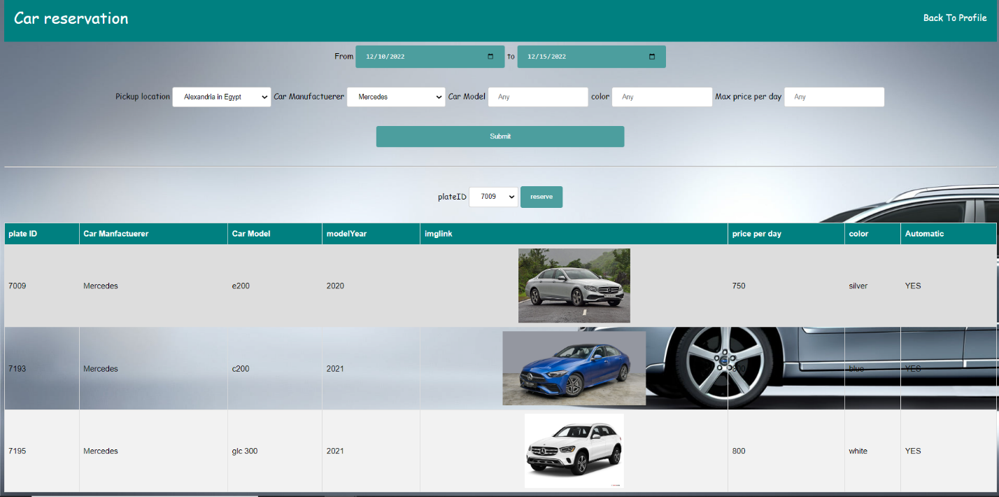 Car reservation Back To Profile
From 12/10/2022 to 12/15/2022
Pickup location Alexandria in Egypt Car Manufactuerer Mercedes Car Model Any color Any Max price per day Any
Submit
plateID 7009 reserve
plate ID Car Manfactuerer Car Model modelYear imglink price per day color Automatic
7009 Mercedes e200 2020 750 silver YES
7193 Mercedes c200 2021 blue YES
7195 Mercedes glc 300 2021 800 white YES